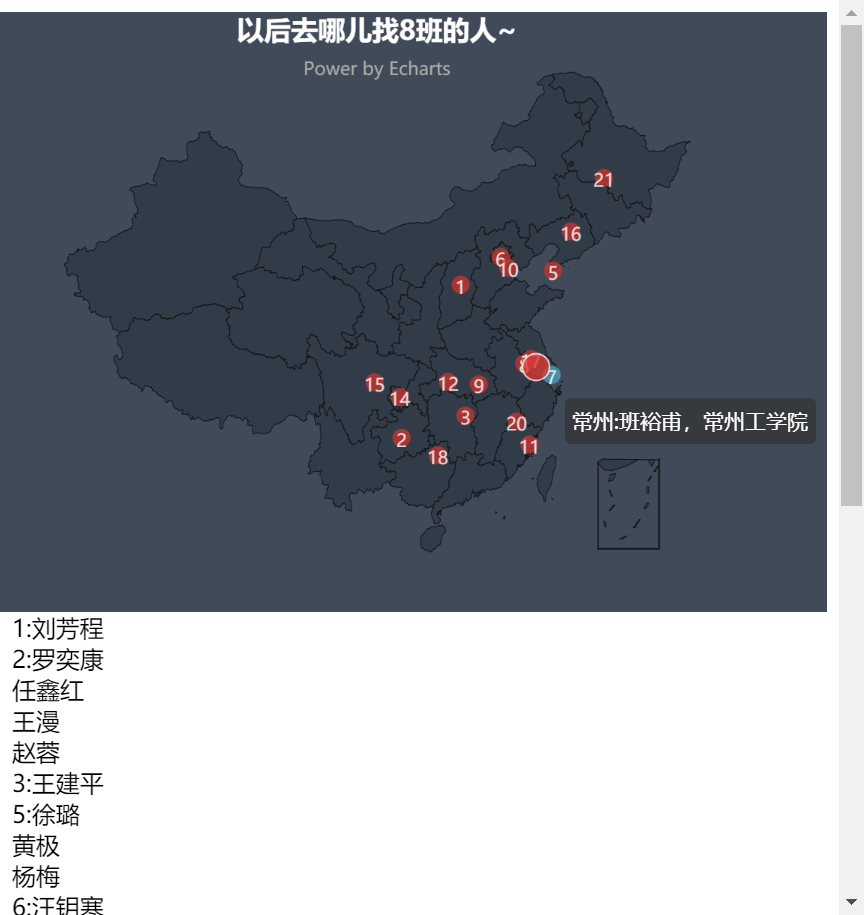 以后去哪儿找8班的人~
Power by Echarts
21
16
6
10
5
1
7
15
12
9
14
3
20
2
11
18
常州:班裕甫，常州工学院
1:刘芳程
2:罗奕康
任鑫红
王漫
赵蓉
3:王建平
5:徐璐
黄极
杨梅
6:汪钥寒